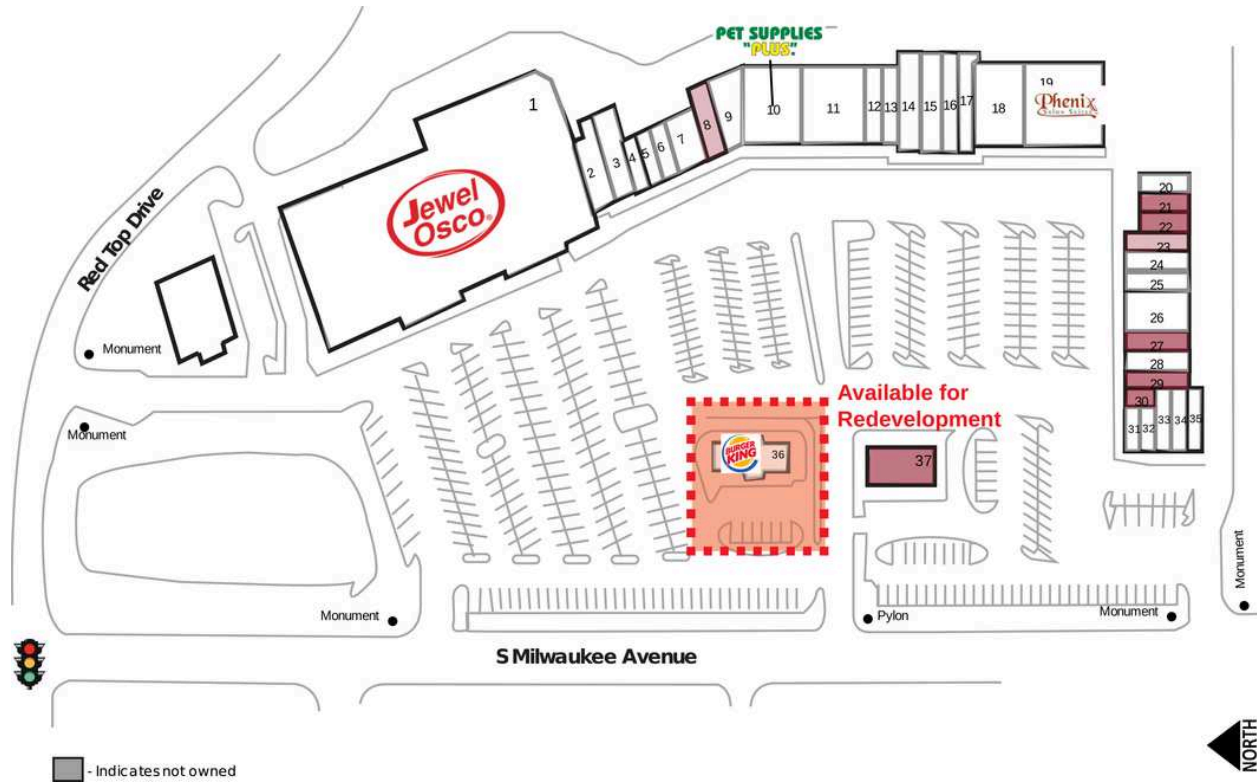 PET SUPPLIES
"PLUS".
1
2
3
4
5
6
7
8
9
10
11
12
13
14
15
16
17
18
19
Phenix
Salon Suites
Jewel
Osco®
Red Top Drive
20
21
22
23
24
25
26
27
28
29
30
31
32
33
34
35
Monument
Monument
Available for
Redevelopment
BURGER
KING
36
37
Monument
Pylon
Monument
Monument
S Milwaukee Avenue
NORTH
- Indicates not owned